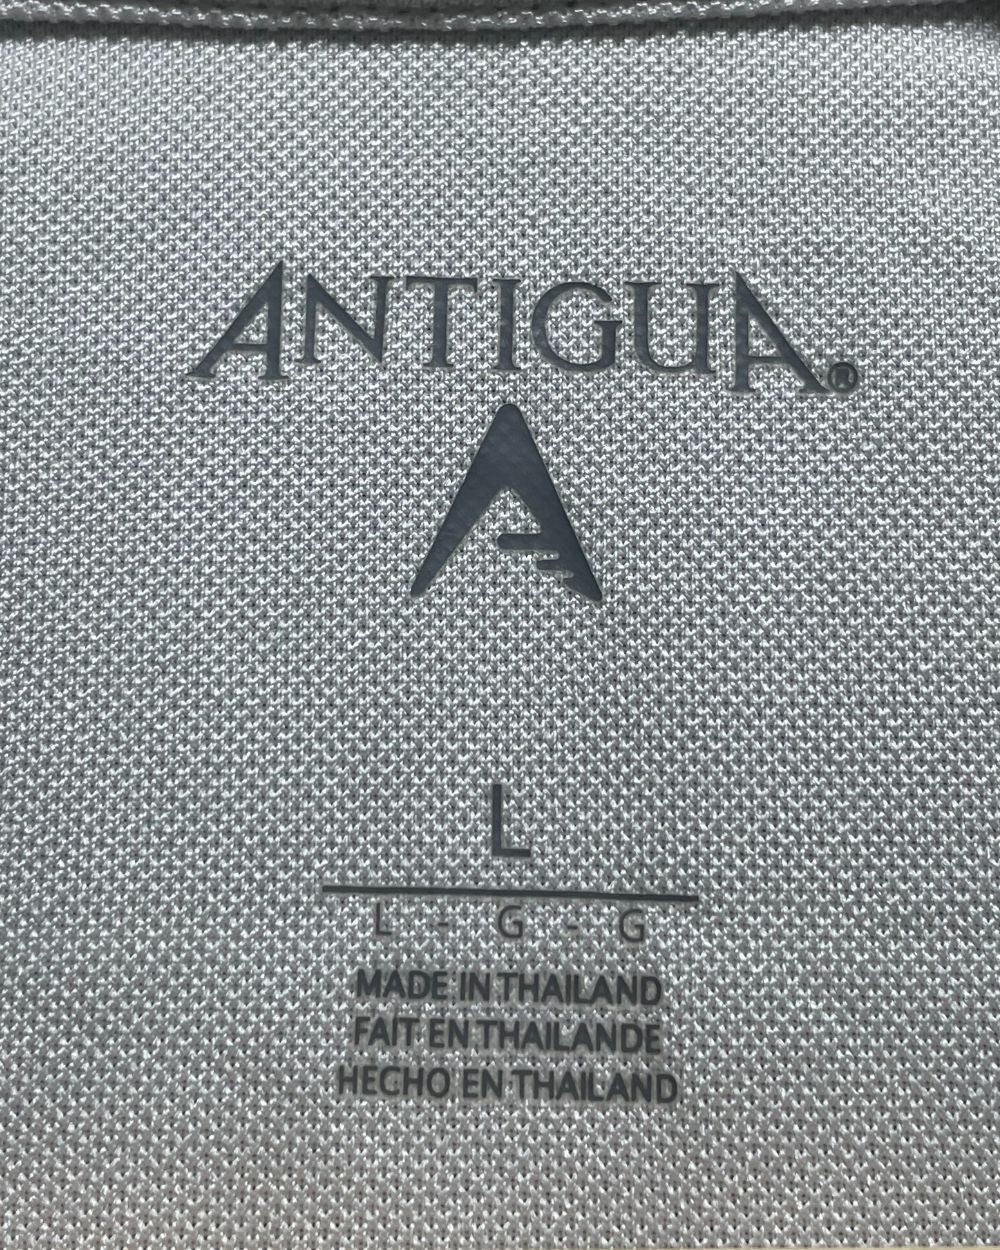 ANTIGUA®
L
L - G - G
MADE IN THAILAND
FAIT EN THAILANDE
HECHO EN THAILAND